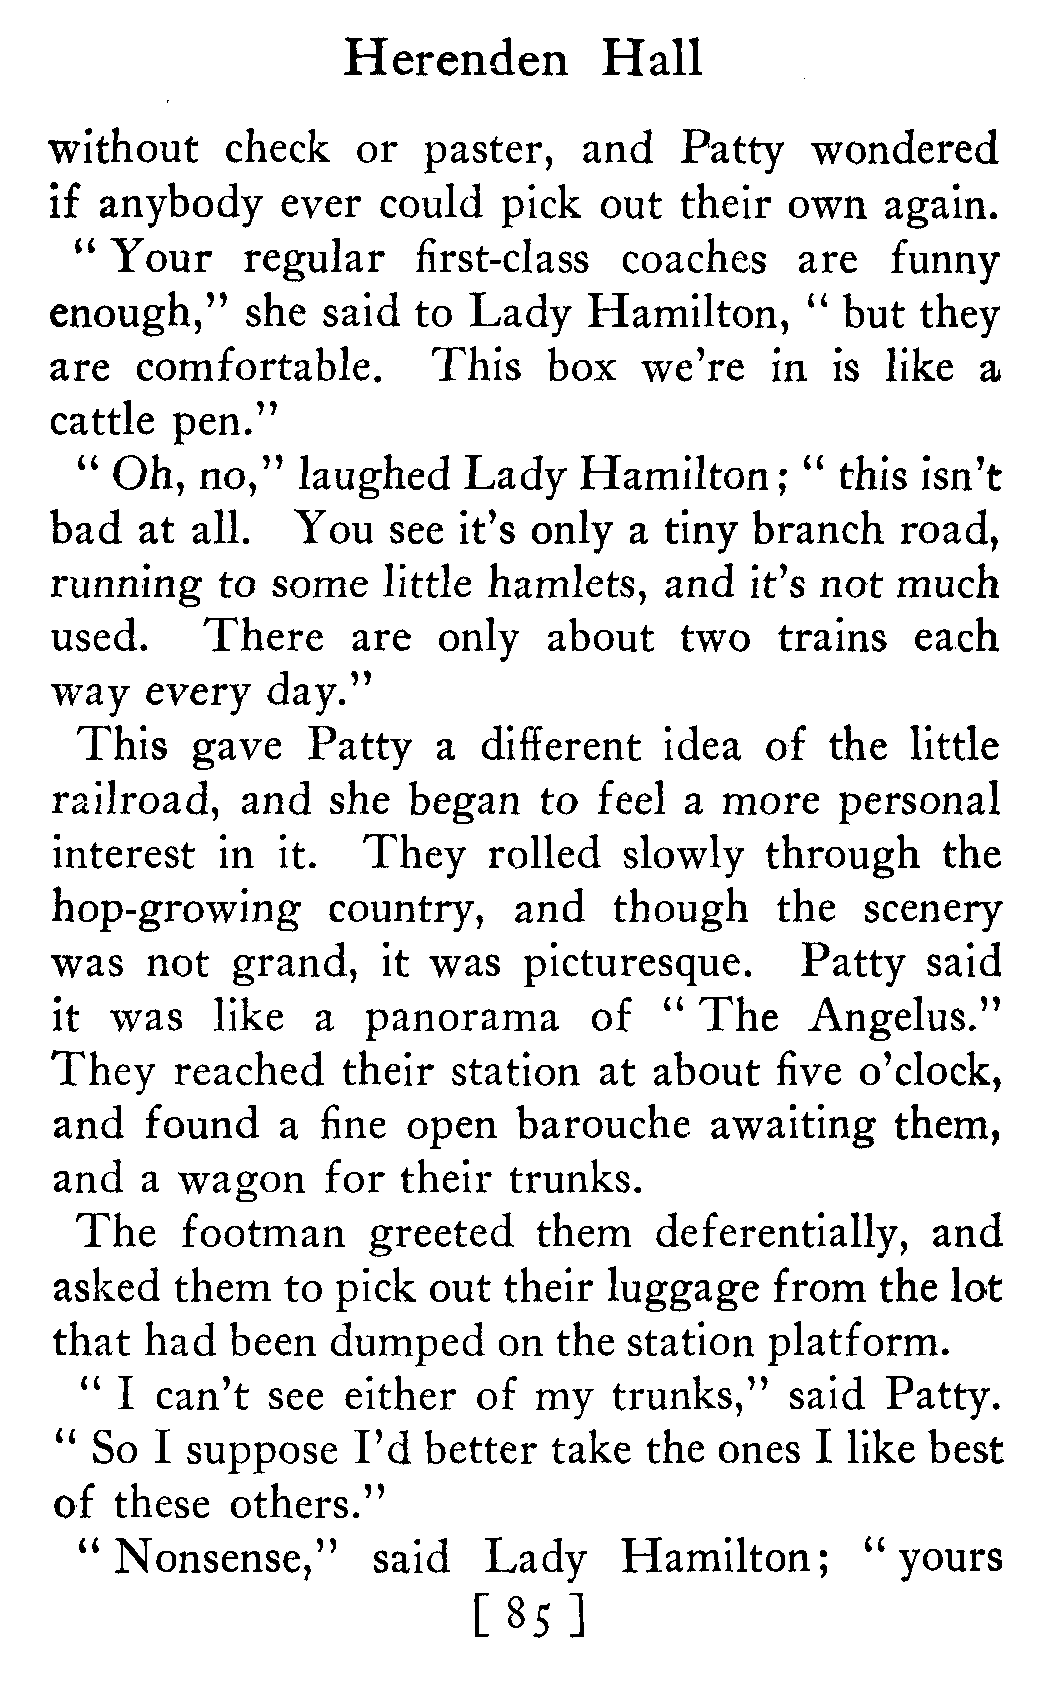 Herenden Hall
without check or paster, and Patty wondered
if anybody ever could pick out their own again.
“ Your regular first-class coaches are funny
enough,” she said to Lady Hamilton, “ but they
are comfortable. This box we’re in is like a
cattle pen.”
“ Oh, no,” laughed Lady Hamilton; “ this isn’t
bad at all. You see it’s only a tiny branch road,
running to some little hamlets, and it’s not much
used. There are only about two trains each
way every day.”
This gave Patty a different idea of the little
railroad, and she began to feel a more personal
interest in it. They rolled slowly through the
hop-growing country, and though the scenery
was not grand, it was picturesque. Patty said
it was like a panorama of “ The Angelus.”
They reached their station at about five o’clock,
and found a fine open barouche awaiting them,
and a wagon for their trunks.
The footman greeted them deferentially, and
asked them to pick out their luggage from the lot
that had been dumped on the station platform.
“ I can’t see either of my trunks,” said Patty.
“ So I suppose I’d better take the ones I like best
of these others.”
“ Nonsense,” said Lady Hamilton; “ yours
[ 85 ]